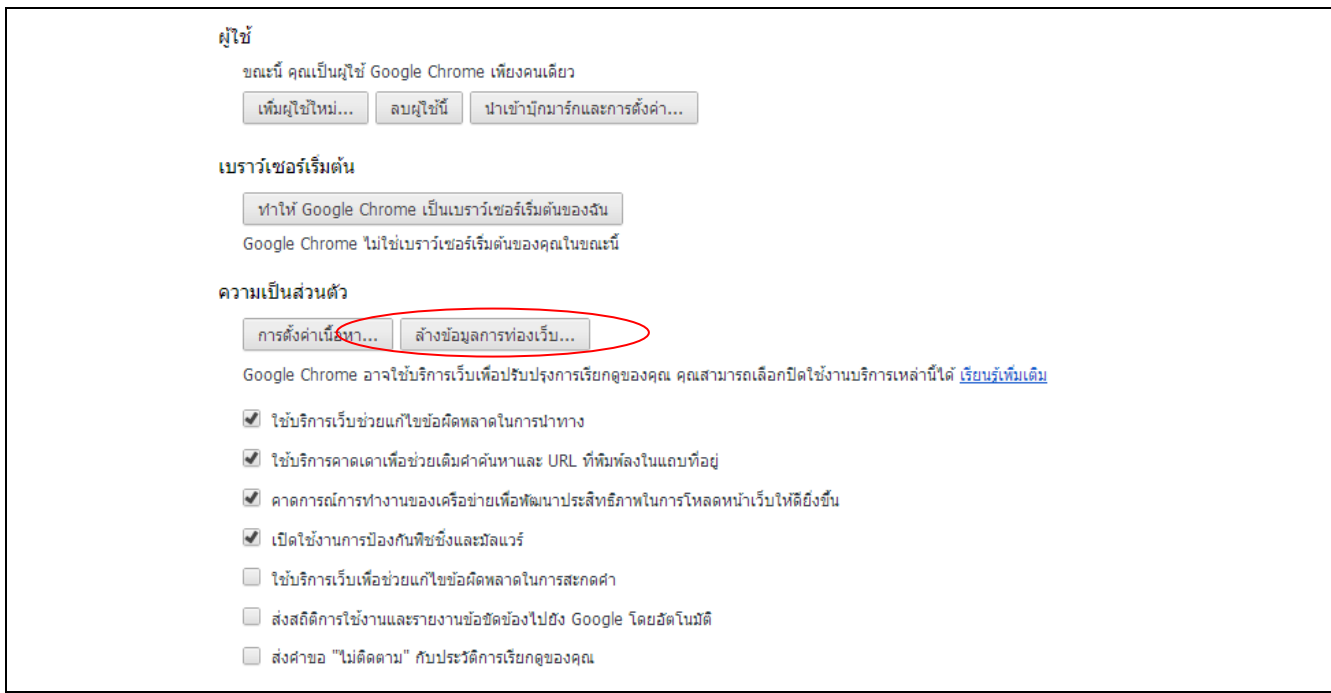 ผู้ใช้
ขณะนี้ คุณเป็นผู้ใช้ Google Chrome เพียงคนเดียว
เพิ่มผู้ใช้ใหม่... ลบผู้ใช้นี้ นำเข้าบุ๊กมาร์กและการตั้งค่า...
เบราว์เซอร์เริ่มต้น
ทำให้ Google Chrome เป็นเบราว์เซอร์เริ่มต้นของฉัน
Google Chrome ไม่ใช่เบราว์เซอร์เริ่มต้นของคุณในขณะนี้
ความเป็นส่วนตัว
การตั้งค่าเนื้อหา... ล้างข้อมูลการท่องเว็บ...
Google Chrome อาจใช้บริการเว็บเพื่อปรับปรุงการเรียกดูของคุณ คุณสามารถเลือกปิดใช้งานบริการเหล่านี้ได้ เรียนรู้เพิ่มเติม
ใช้บริการเว็บช่วยแก้ไขข้อผิดพลาดในการนำทาง
ใช้บริการคาดเดาเพื่อช่วยเติมคำค้นหาและ URL ที่พิมพ์ลงในแถบที่อยู่
คาดการณ์การทำงานของเครือข่ายเพื่อพัฒนาประสิทธิภาพในการโหลดหน้าเว็บให้ดียิ่งขึ้น
เปิดใช้งานการป้องกันฟิชชิ่งและมัลแวร์
ใช้บริการเว็บเพื่อช่วยแก้ไขข้อผิดพลาดในการสะกดคำ
ส่งสถิติการใช้งานและรายงานข้อขัดข้องไปยัง Google โดยอัตโนมัติ
ส่งคำขอ "ไม่ติดตาม" กับประวัติการเรียกดูของคุณ